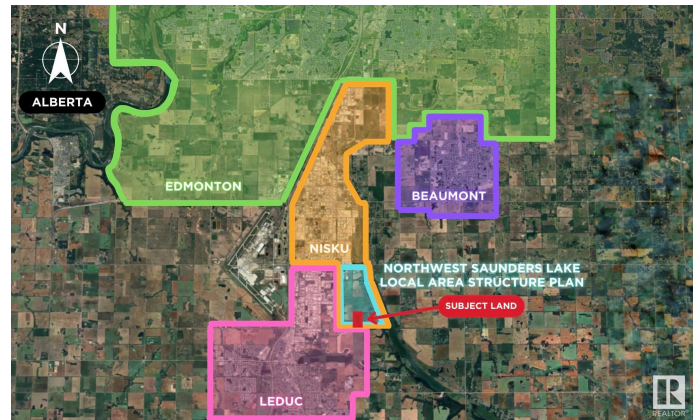 N
ALBERTA
EDMONTON
BEAUMONT
NISKU
NORTHWEST SAUNDERS LAKE
LOCAL AREA STRUCTURE PLAN
SUBJECT LAND
LEDUC
R
REALTOR